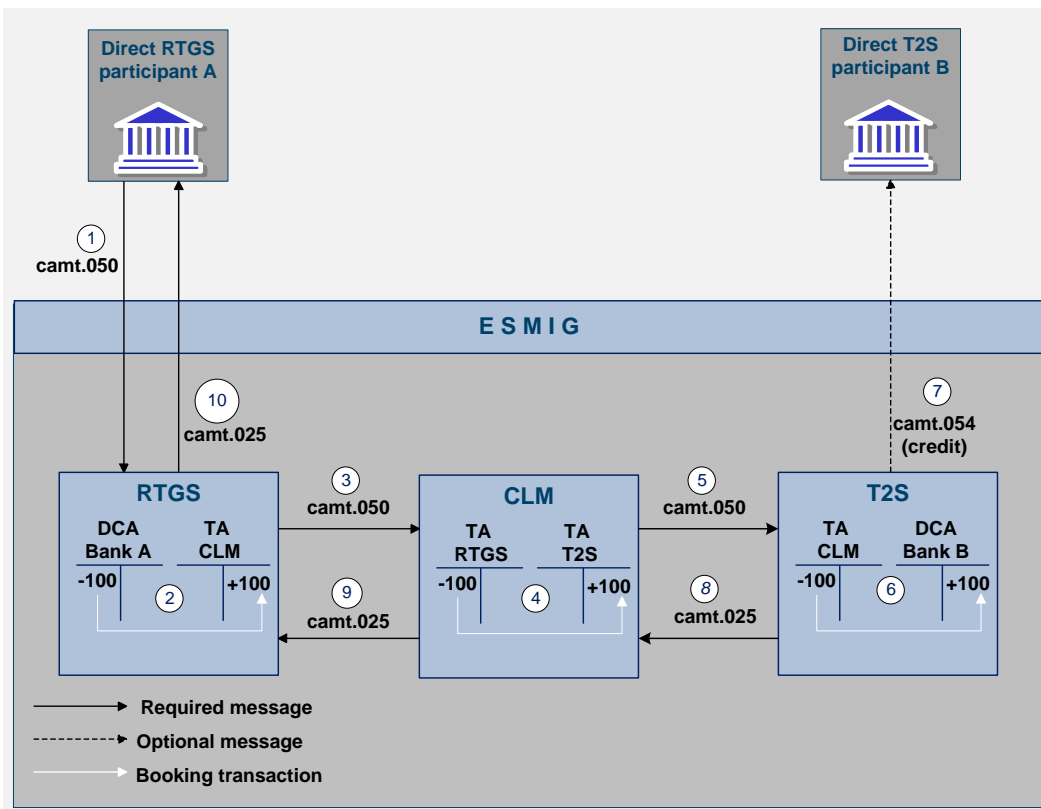 Direct RTGS
participant A
Direct T2S
participant B
1
camt.050
E S M I G
10
camt.025
7
camt.054
(credit)
RTGS
DCA
Bank A
TA
CLM
-100
+100
2
3
camt.050
9
camt.025
CLM
TA
RTGS
TA
T2S
-100
+100
4
5
camt.050
8
camt.025
T2S
TA
CLM
DCA
Bank B
-100
+100
6
Required message
Optional message
Booking transaction